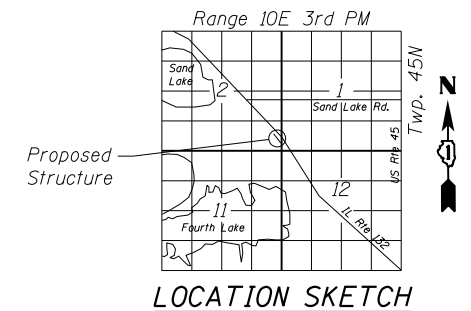 Range 10E 3rd PM
Sand
Lake
2
1
Sand Lake Rd.
Twp. 45N
N
US Rte 45
1
Proposed
Structure
12
11
Fourth Lake
IL Rte 132
LOCATION SKETCH